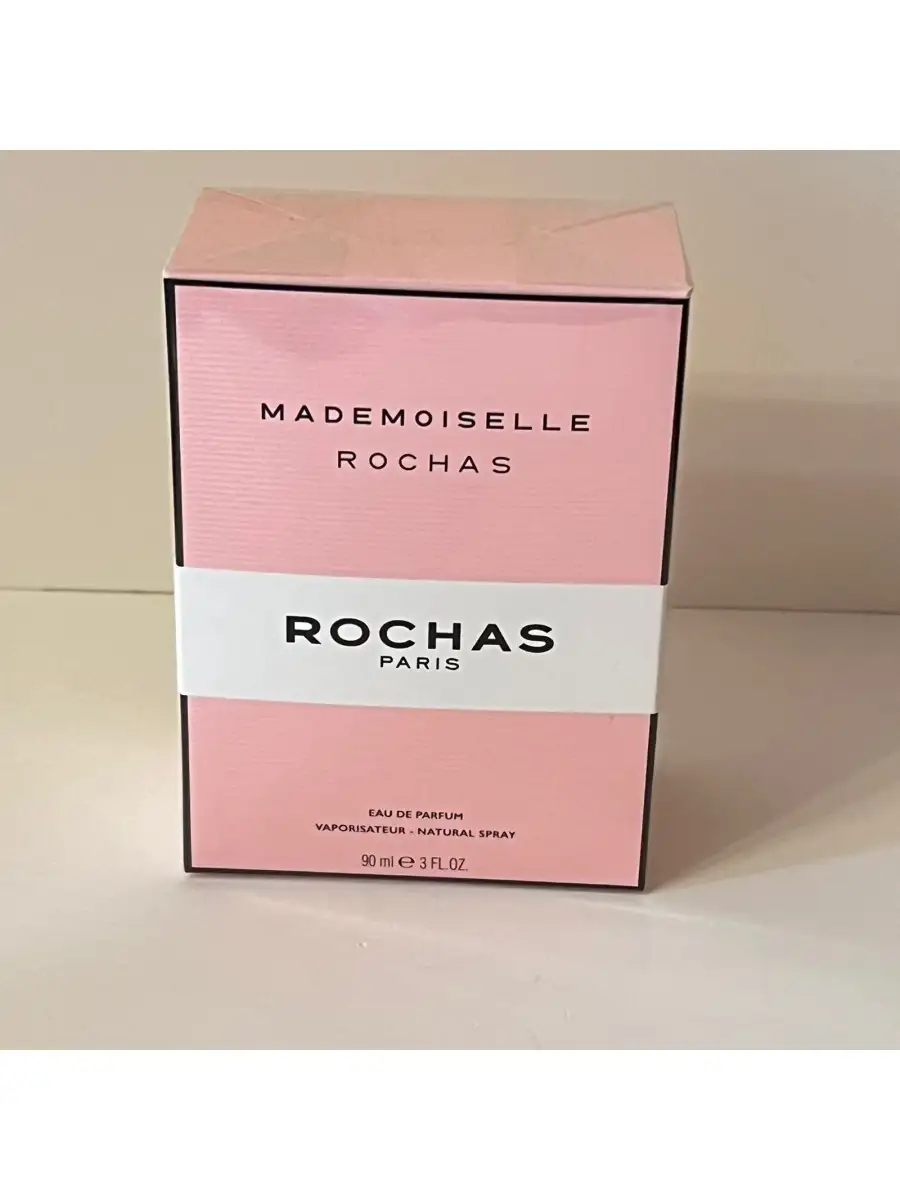 MADEMOISELLE
ROCHAS
ROCHAS
PARIS
EAU DE PARFUM
VAPORISATEUR - NATURAL SPRAY
90 ml ℮ 3 FL.OZ.